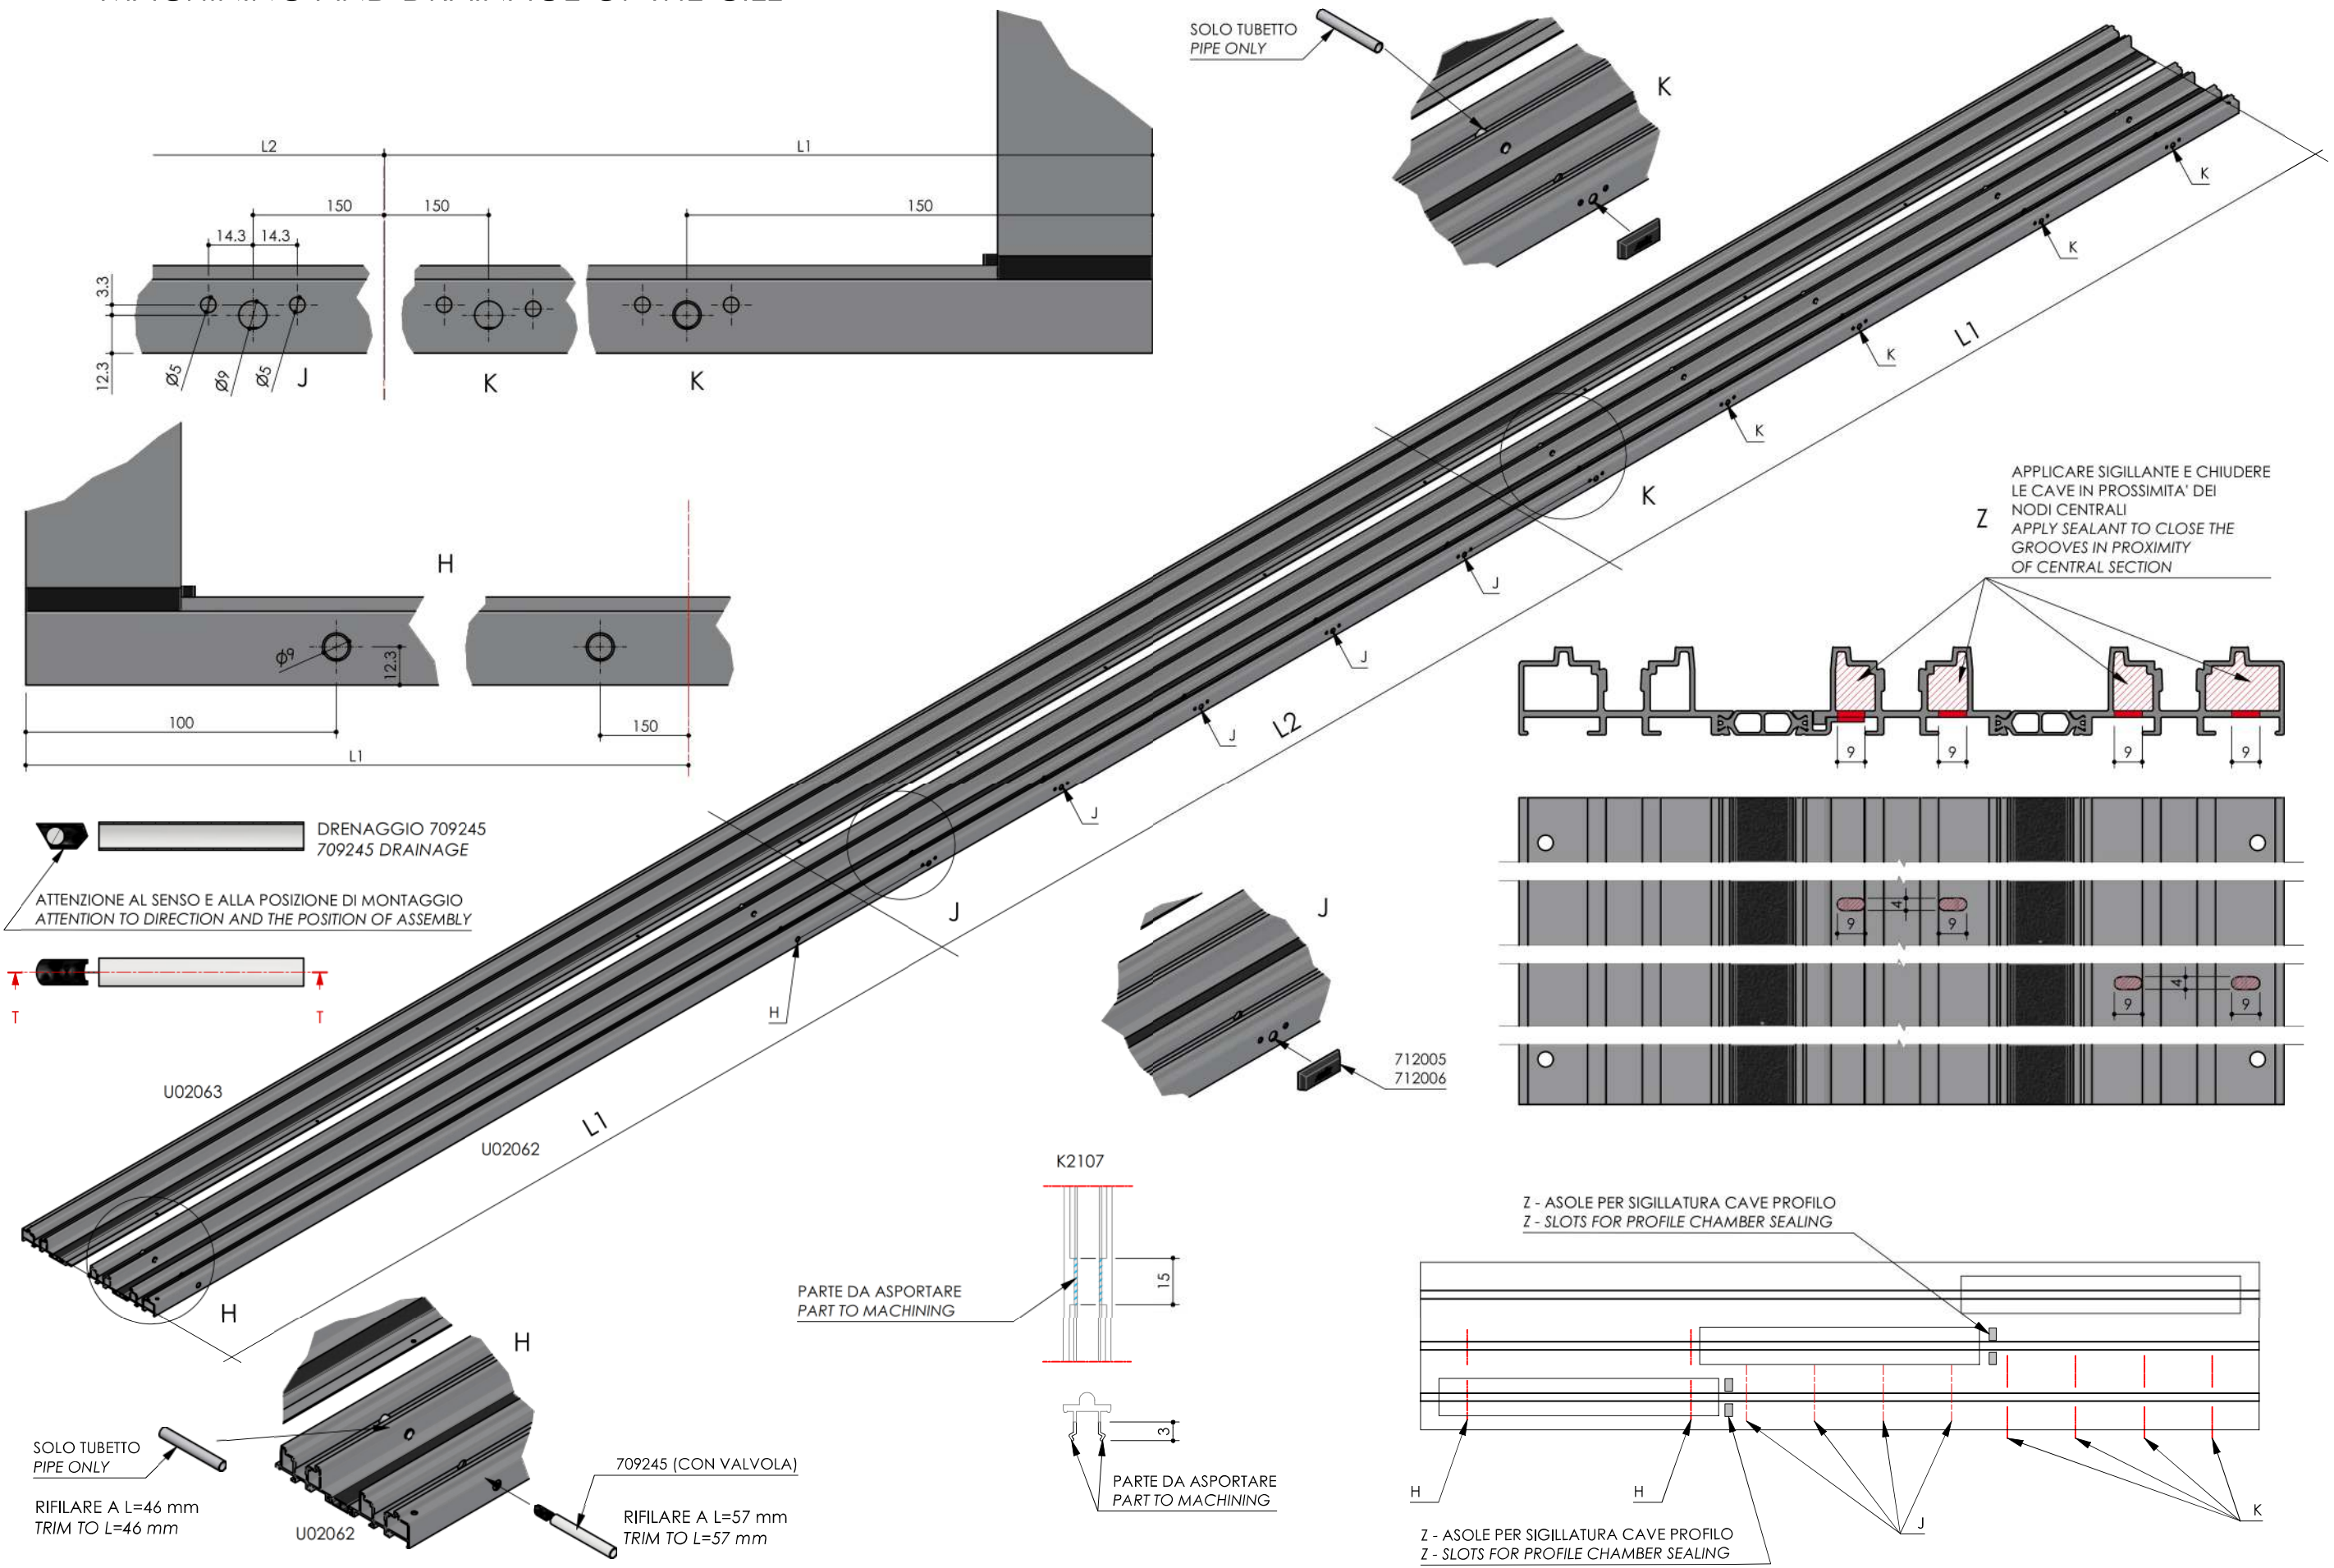 SOLO TUBETTO
PIPE ONLY
K
L2
L1
150
150
150
14.3
14.3
3.3
12.3
Ø5
Ø9
Ø5
J
K
K
K
K
K
K
L1
K
APPLICARE SIGILLANTE E CHIUDERE
LE CAVE IN PROSSIMITA' DEI
NODI CENTRALI
APPLY SEALANT TO CLOSE THE
GROOVES IN PROXIMITY
OF CENTRAL SECTION
Z
H
Ø9
12.3
100
150
L1
J
J
J
J
L2
9
9
9
9
DRENAGGIO 709245
709245 DRAINAGE
ATTENZIONE AL SENSO E ALLA POSIZIONE DI MONTAGGIO
ATTENTION TO DIRECTION AND THE POSITION OF ASSEMBLY
T
T
J
H
J
712005
712006
4
9
9
4
9
9
U02063
U02062
L1
H
K2107
15
PARTE DA ASPORTARE
PART TO MACHINING
3
PARTE DA ASPORTARE
PART TO MACHINING
Z - ASOLE PER SIGILLATURA CAVE PROFILO
Z - SLOTS FOR PROFILE CHAMBER SEALING
H
H
J
K
Z - ASOLE PER SIGILLATURA CAVE PROFILO
Z - SLOTS FOR PROFILE CHAMBER SEALING
H
SOLO TUBETTO
PIPE ONLY
RIFILARE A L=46 mm
TRIM TO L=46 mm
U02062
709245 (CON VALVOLA)
RIFILARE A L=57 mm
TRIM TO L=57 mm